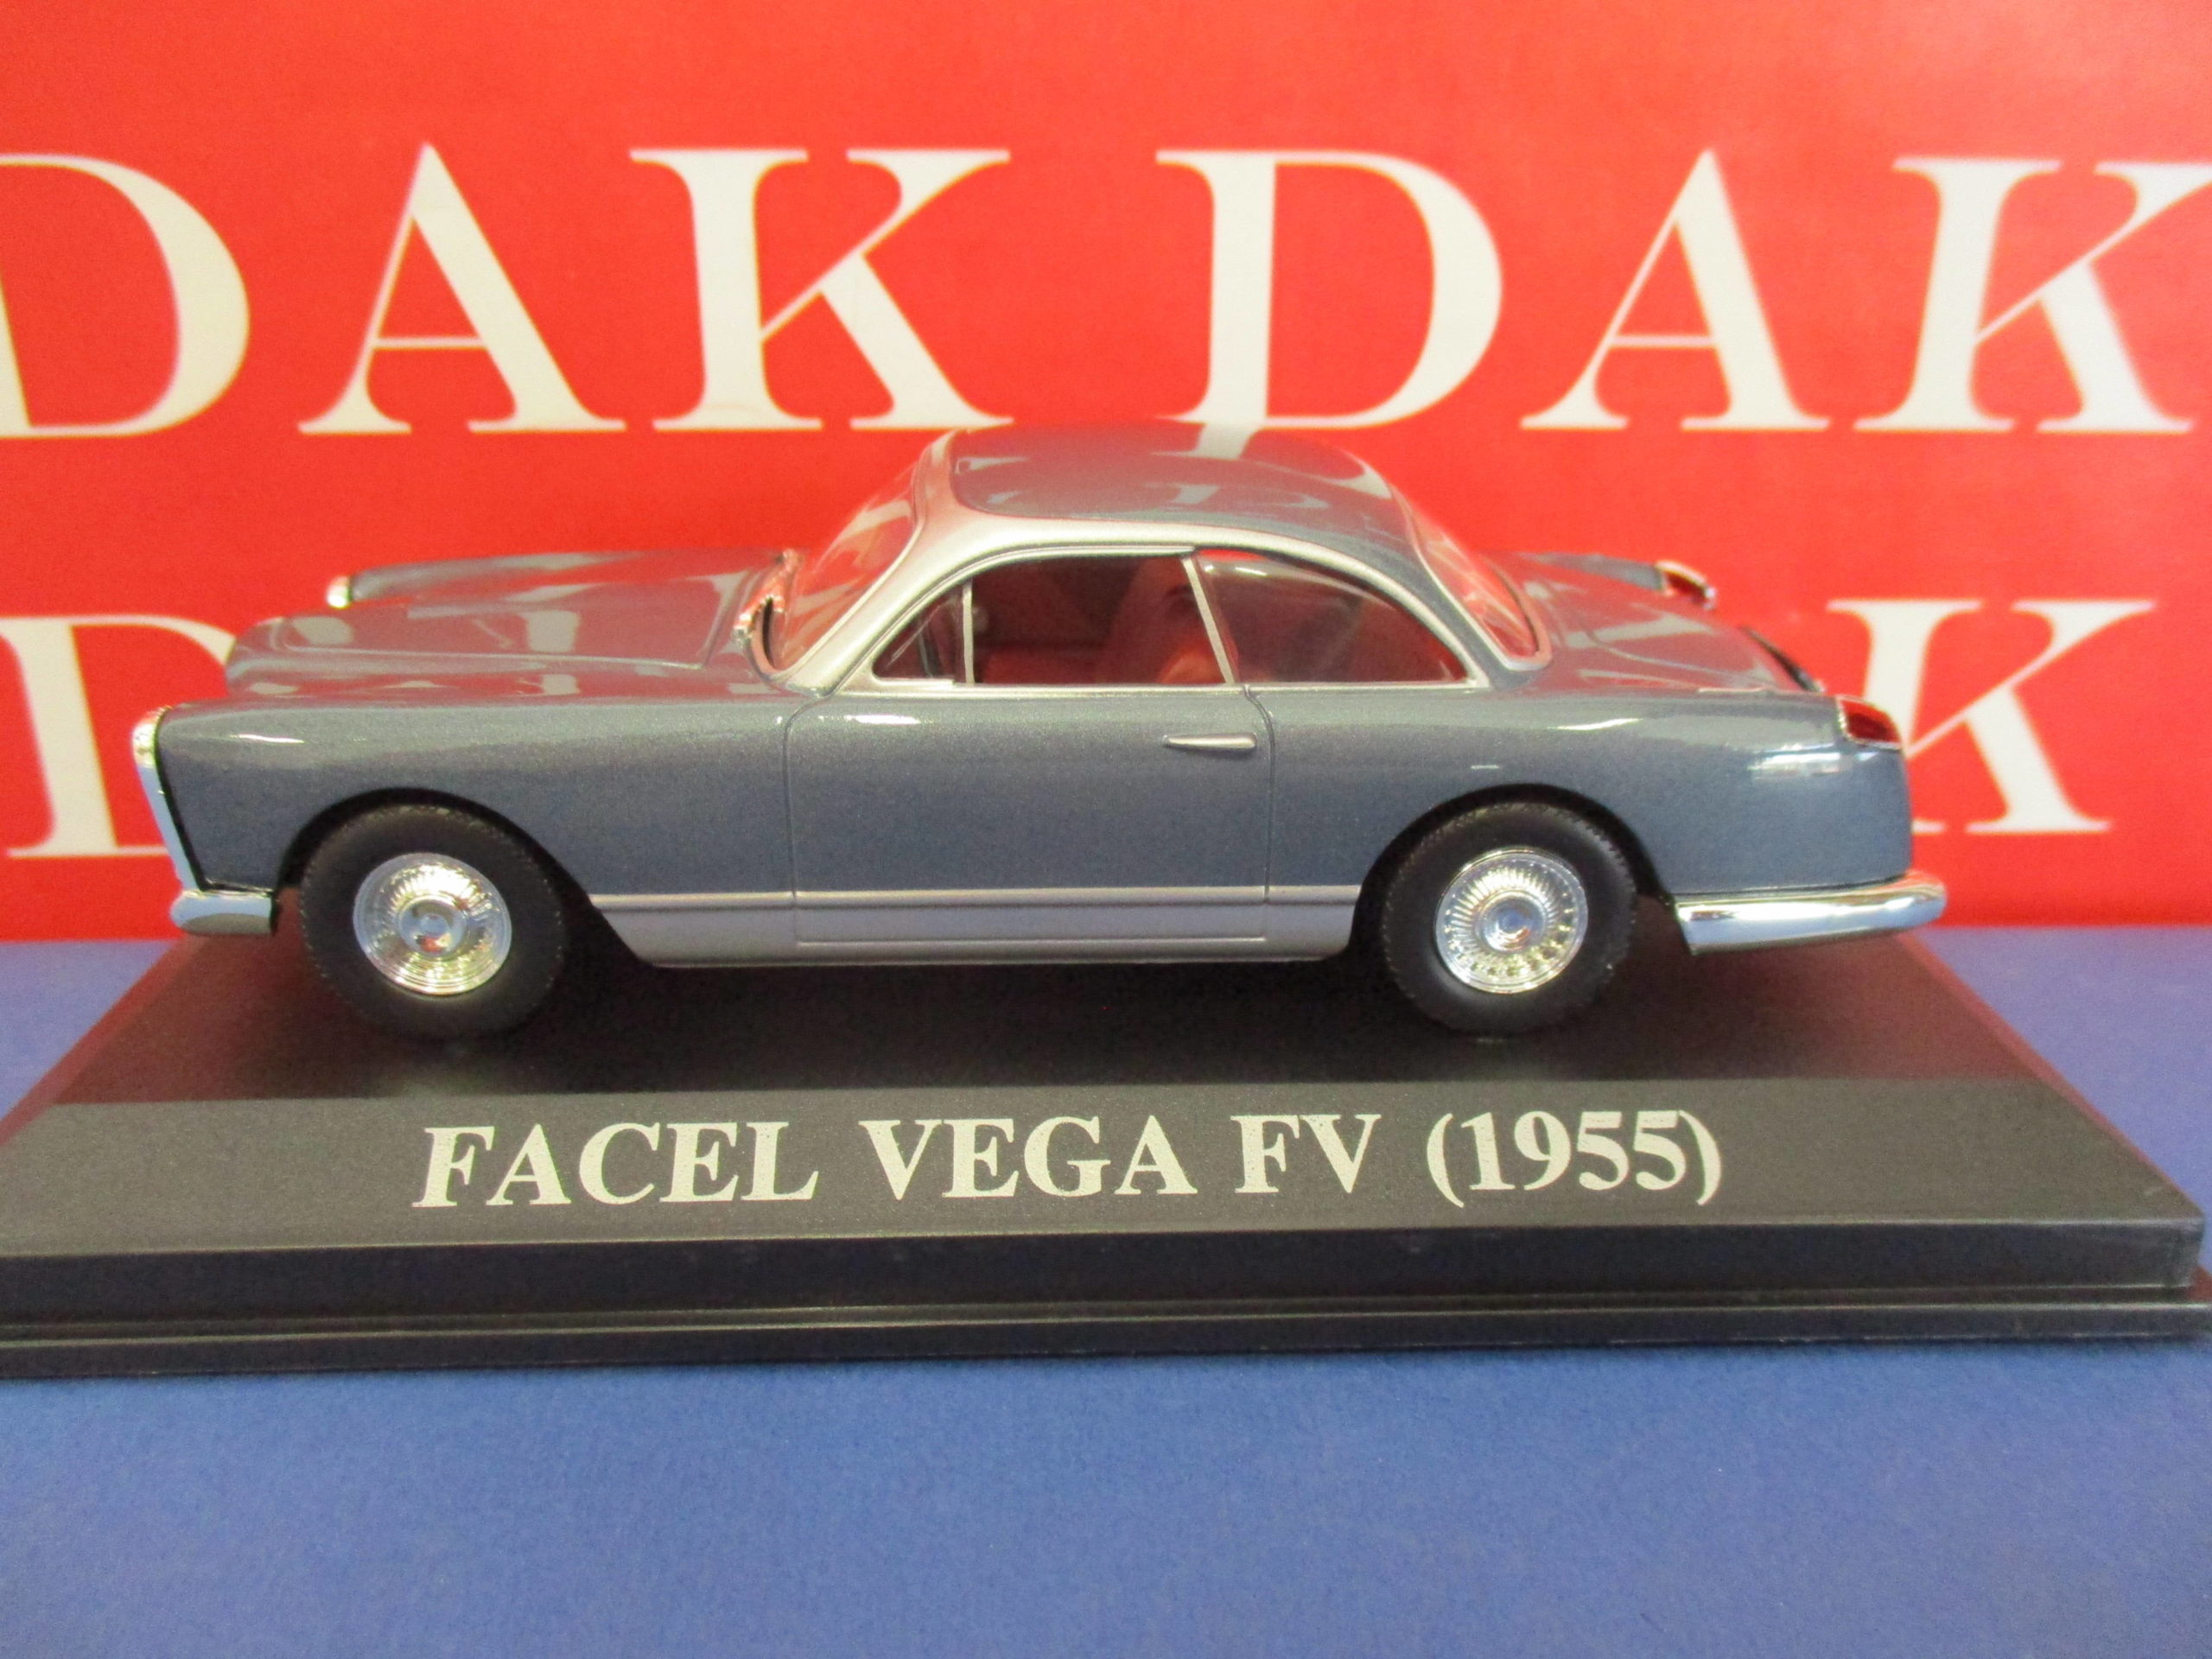 DAK DAK
D K
FACEL VEGA FV (1955)